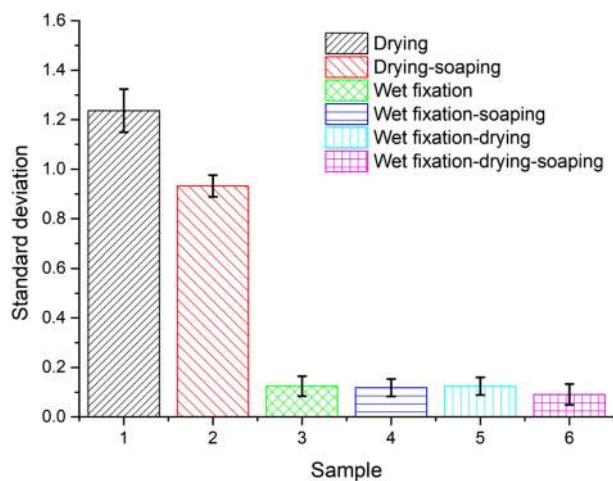 1.6
1.4
1.2
1.0
0.8
0.6
0.4
0.2
0.0
Standard deviation
Drying
Drying-soaping
Wet fixation
Wet fixation-soaping
Wet fixation-drying
Wet fixation-drying-soaping
1 2 3 4 5 6
Sample